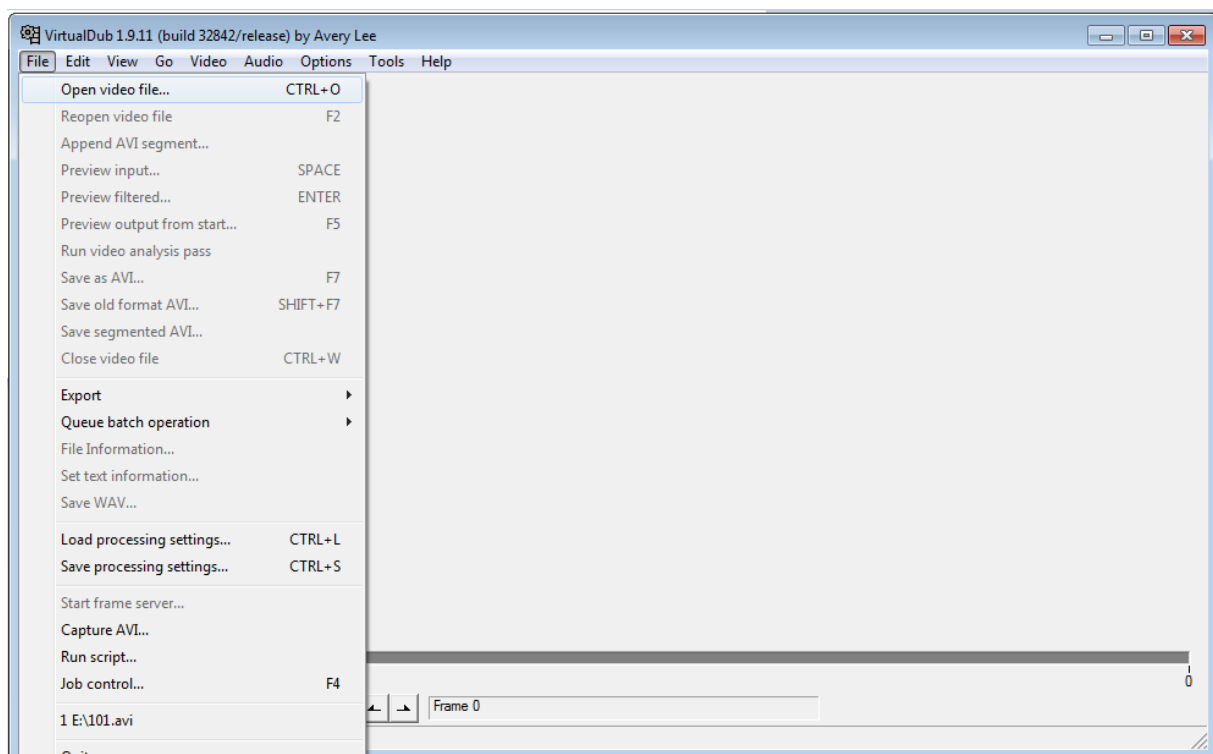 VirtualDub 1.9.11 (build 32842/release) by Avery Lee
File Edit View Go Video Audio Options Tools Help
Open video file... CTRL+O
Reopen video file F2
Append AVI segment...
Preview input... SPACE
Preview filtered... ENTER
Preview output from start... F5
Run video analysis pass
Save as AVI... F7
Save old format AVI... SHIFT+F7
Save segmented AVI...
Close video file CTRL+W
Export
Queue batch operation
File Information...
Set text information...
Save WAV...
Load processing settings... CTRL+L
Save processing settings... CTRL+S
Start frame server...
Capture AVI...
Run script...
Job control... F4
0
Frame 0
1 E:\101.avi